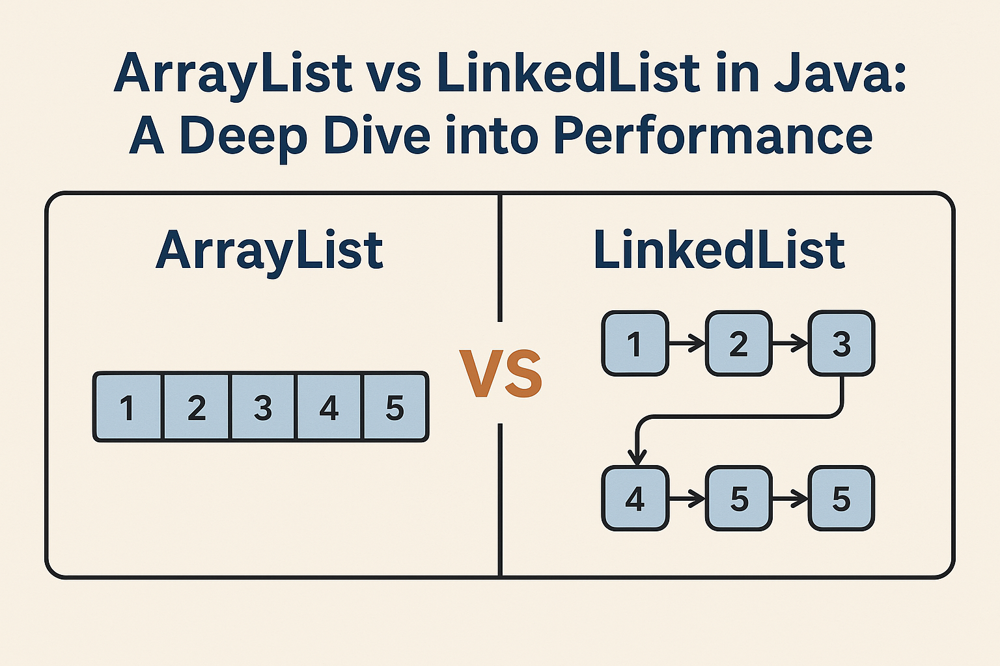 ArrayList vs LinkedList in Java:
A Deep Dive into Performance
ArrayList
1 2 3 4 5
VS
LinkedList
1 2 3
4 5 5